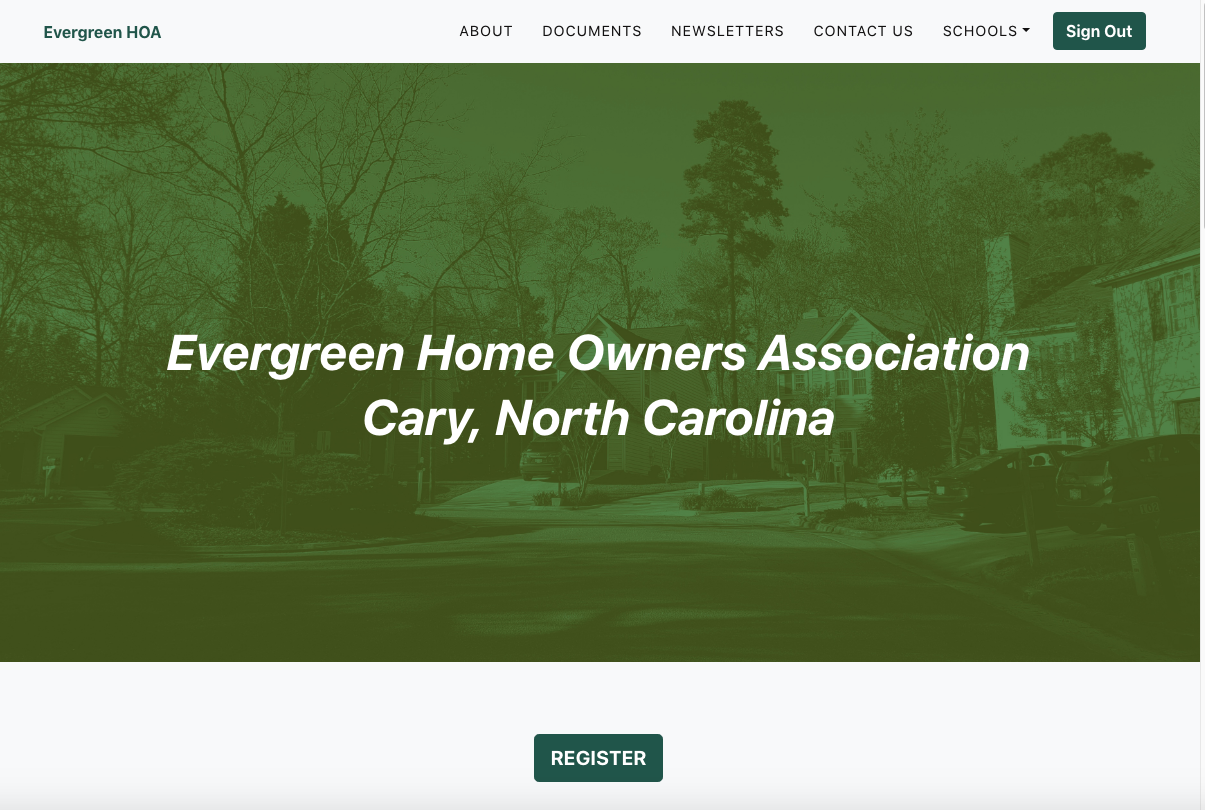 Evergreen HOA
ABOUT DOCUMENTS NEWSLETTERS CONTACT US SCHOOLS Sign Out
Evergreen Home Owners Association
Cary, North Carolina
REGISTER